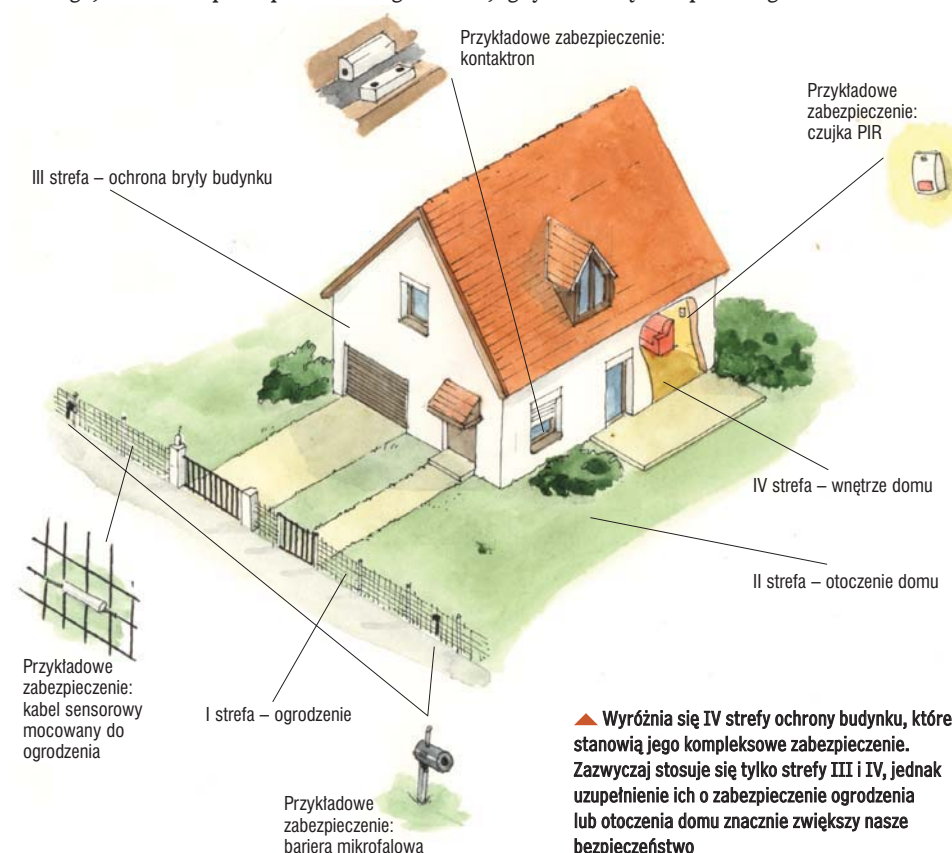 Przykładowe zabezpieczenie:
kontaktron
Przykładowe
zabezpieczenie:
czujka PIR
III strefa – ochrona bryły budynku
IV strefa – wnętrze domu
II strefa – otoczenie domu
Przykładowe
zabezpieczenie:
kabel sensorowy
mocowany do
ogrodzenia
I strefa – ogrodzenie
Przykładowe
zabezpieczenie:
bariera mikrofalowa
Wyróżnia się IV strefy ochrony budynku, które
stanowią jego kompleksowe zabezpieczenie.
Zazwyczaj stosuje się tylko strefy III i IV, jednak
uzupełnienie ich o zabezpieczenie ogrodzenia
lub otoczenia domu znacznie zwiększy nasze
bezpieczeństwo